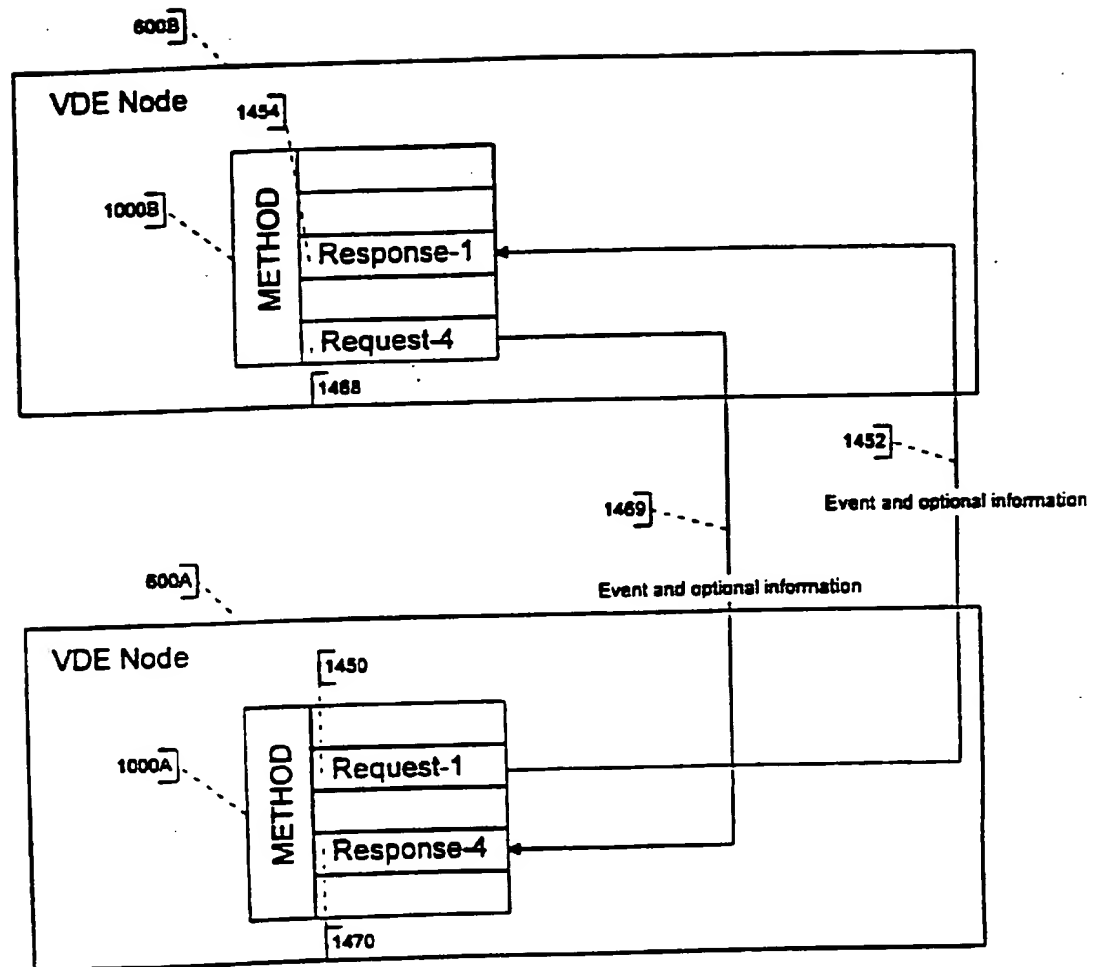 600B
VDE Node
1454
1000B
METHOD
Response-1
Request-4
1468
1452
Event and optional information
1469
600A
Event and optional information
VDE Node
1450
1000A
METHOD
Request-1
Response-4
1470